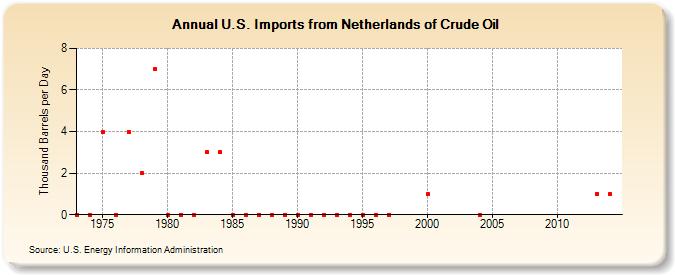 Annual U.S. Imports from Netherlands of Crude Oil
Thousand Barrels per Day
8
6
4
2
0
1975 1980 1985 1990 1995 2000 2005 2010
Source: U.S. Energy Information Administration